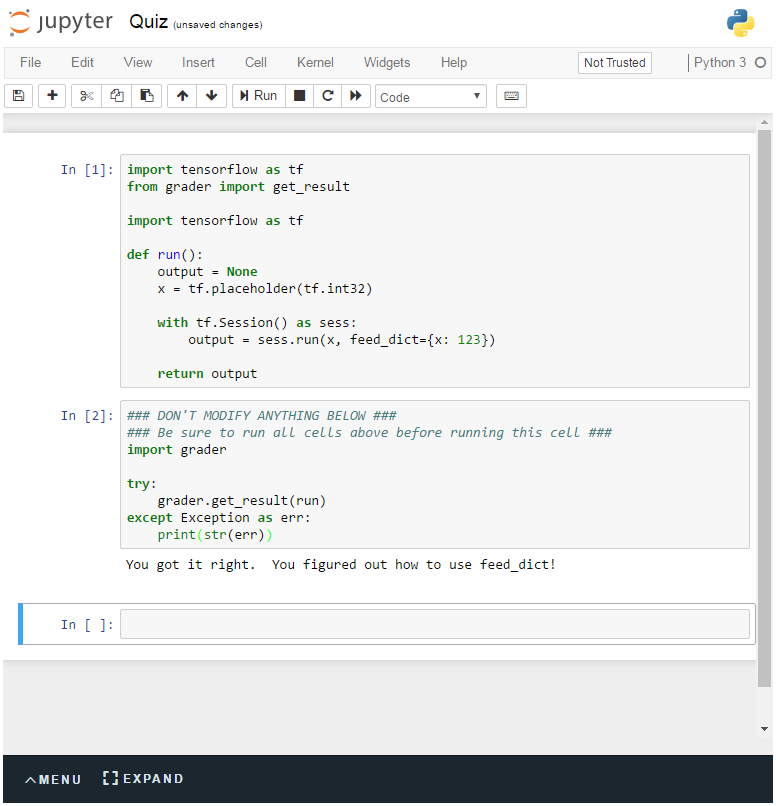 jupyter Quiz (unsaved changes)
File Edit View Insert Cell Kernel Widgets Help Not Trusted Python 3
Run Code
In [1]: import tensorflow as tf
from grader import get_result
import tensorflow as tf
def run():
    output = None
    x = tf.placeholder(tf.int32)
    with tf.Session() as sess:
        output = sess.run(x, feed_dict={x: 123})
    return output
In [2]: ### DON'T MODIFY ANYTHING BELOW ###
### Be sure to run all cells above before running this cell ###
import grader
try:
    grader.get_result(run)
except Exception as err:
    print(str(err))
You got it right.  You figured out how to use feed_dict!
In [ ]:
MENU EXPAND